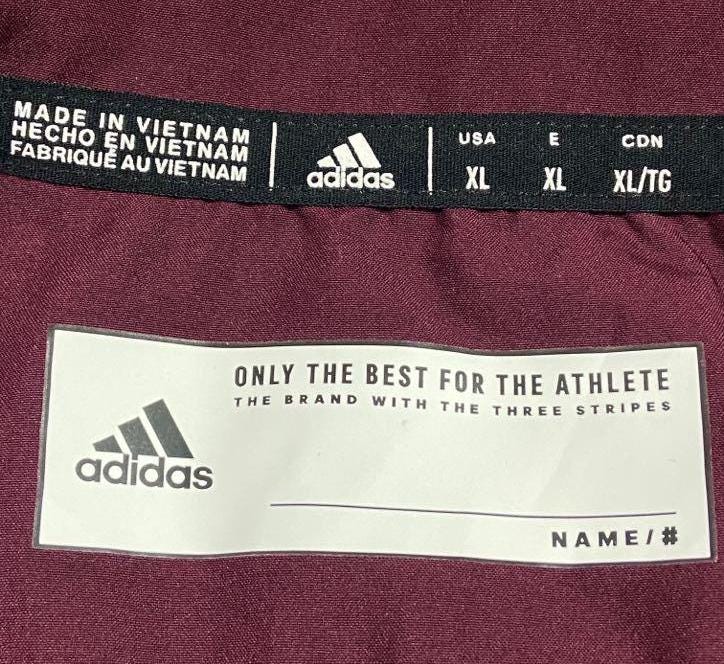 MADE IN VIETNAM
HECHO EN VIETNAM
FABRIQUÉ AU VIETNAM
adidas
USA E CDN
XL XL XL/TG
ONLY THE BEST FOR THE ATHLETE
THE BRAND WITH THE THREE STRIPES
adidas
NAME/#